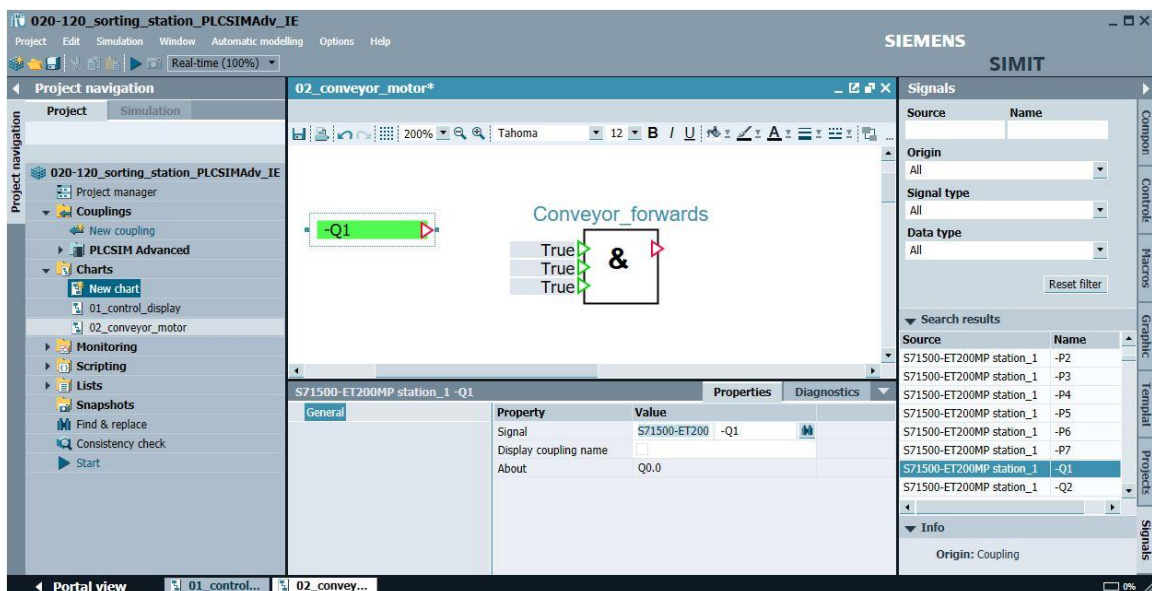 020-120_sorting_station_PLCSIMAdv_IE
Project Edit Simulation Window Automatic modelling Options Help
SIEMENS
SIMIT
Real-time (100%)
Project navigation
Project navigation
Project Simulation
020-120_sorting_station_PLCSIMAdv_IE
Project manager
Couplings
New coupling
PLCSIM Advanced
Charts
New chart
01_control_display
02_conveyor_motor
Monitoring
Scripting
Lists
Snapshots
Find & replace
Consistency check
Start
02_conveyor_motor*
200% Tahoma 12 B I U A
-Q1
Conveyor_forwards
True
True
True
&
S71500-ET200MP station_1 -Q1
Properties Diagnostics
General
Property Value
Signal S71500-ET200 -Q1
Display coupling name
About Q0.0
Signals
Source Name
Origin
All
Signal type
All
Data type
All
Reset filter
Search results
Source Name
S71500-ET200MP station_1 -P2
S71500-ET200MP station_1 -P3
S71500-ET200MP station_1 -P4
S71500-ET200MP station_1 -P5
S71500-ET200MP station_1 -P6
S71500-ET200MP station_1 -P7
S71500-ET200MP station_1 -Q1
S71500-ET200MP station_1 -Q2
Info
Origin: Coupling
Compon
Controls
Macros
Graphic
Templat
Projects
Signals
Portal view 01_control... 02_convey... 0%